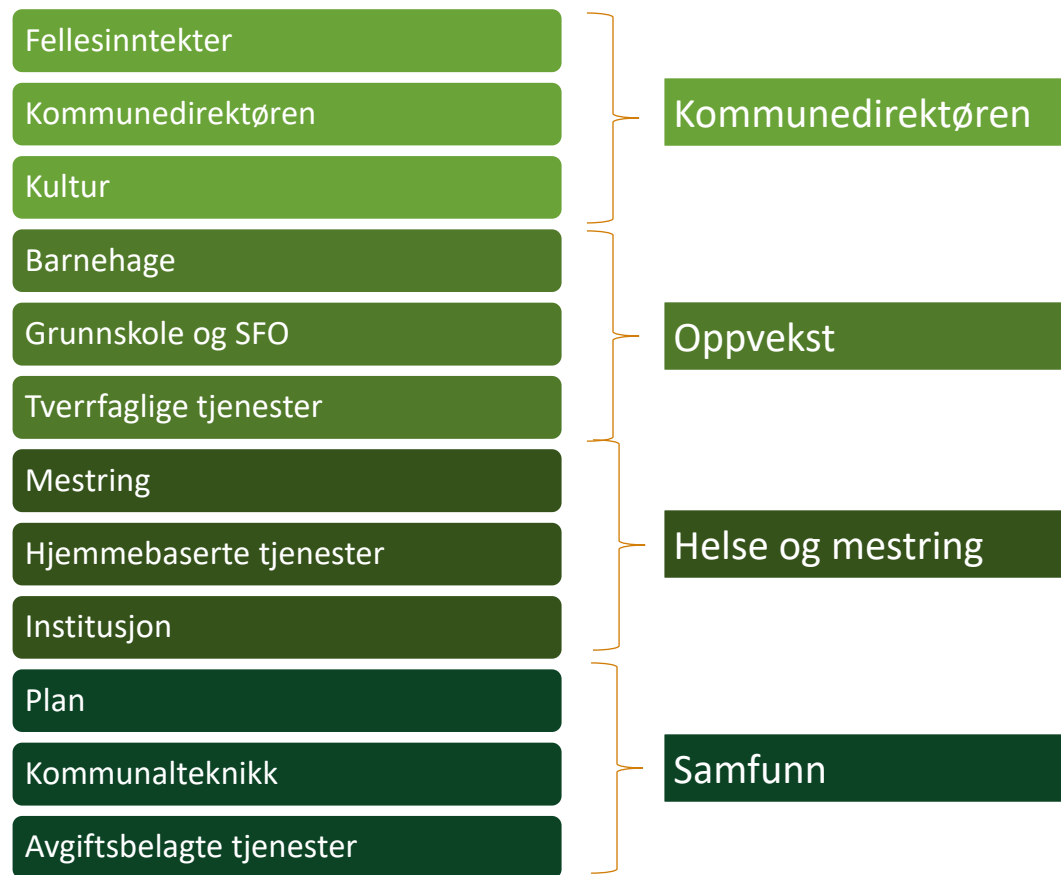 Fellesinntekter
Kommunedirektøren
Kultur
Kommunedirektøren
Barnehage
Grunnskole og SFO
Tverrfaglige tjenester
Oppvekst
Mestring
Hjemmebaserte tjenester
Institusjon
Helse og mestring
Plan
Kommunalteknikk
Avgiftsbelagte tjenester
Samfunn